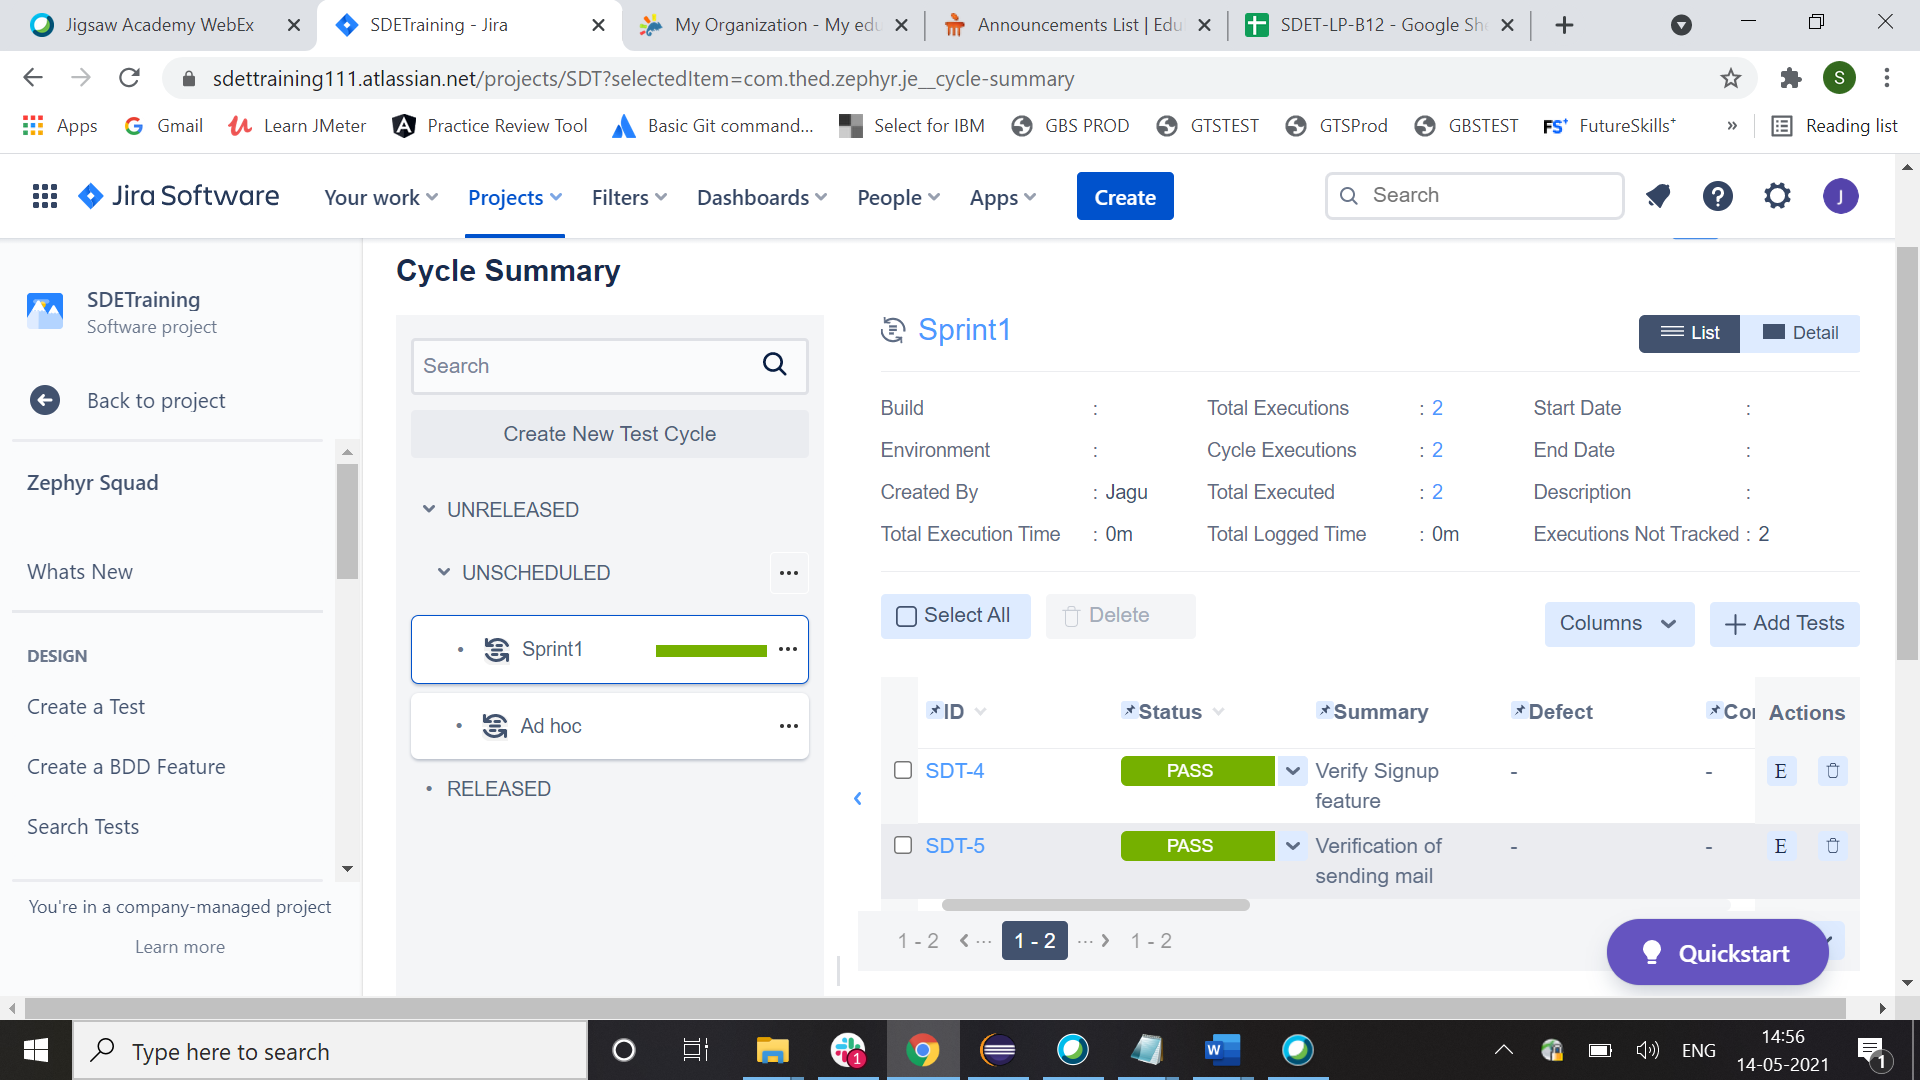 Jigsaw Academy WebEx
SDETraining - Jira
My Organization - My edu
Announcements List | Edu
SDET-LP-B12 - Google She
sdettraining111.atlassian.net/projects/SDT?selectedItem=com.thed.zephyr.je__cycle-summary
S
Apps
Gmail
Learn JMeter
Practice Review Tool
Basic Git command...
Select for IBM
GBS PROD
GTSTEST
GTSProd
GBSTEST
FS+
FutureSkills+
»
Reading list
Jira Software
Your work
Projects
Filters
Dashboards
People
Apps
Create
Search
J
SDETraining
Software project
Back to project
Zephyr Squad
Whats New
DESIGN
Create a Test
Create a BDD Feature
Search Tests
You're in a company-managed project
Learn more
Cycle Summary
Search
Create New Test Cycle
UNRELEASED
UNSCHEDULED
Sprint1
Ad hoc
RELEASED
Sprint1
List
Detail
Build :
Total Executions : 2
Start Date :
Environment :
Cycle Executions : 2
End Date :
Created By : Jagu
Total Executed : 2
Description :
Total Execution Time : 0m
Total Logged Time : 0m
Executions Not Tracked : 2
Select All
Delete
Columns
Add Tests
ID Status Summary Defect Co Actions
SDT-4 PASS Verify Signup feature - - E
SDT-5 PASS Verification of sending mail - - E
1 - 2 ... 1 - 2 ... 1 - 2
Quickstart
Type here to search
1
W
ENG
14:56
14-05-2021
1